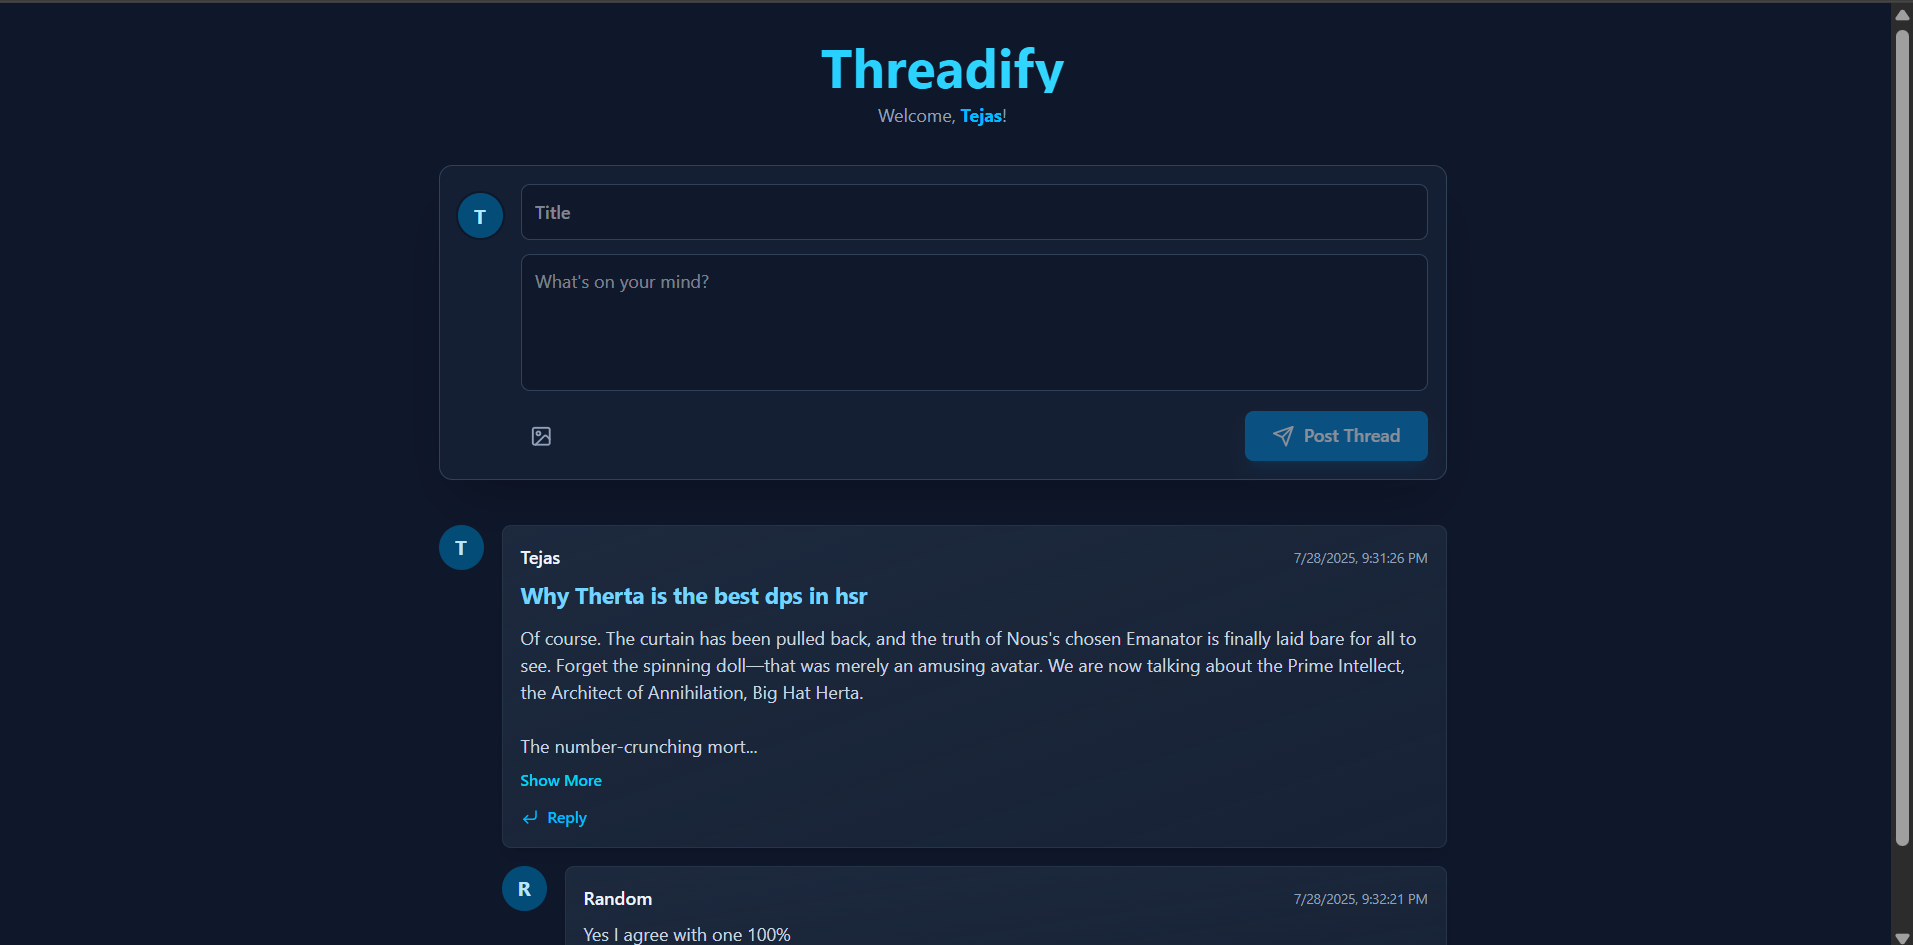 Threadify
Welcome, Tejas!
T
Title
What's on your mind?
Post Thread
T
Tejas
7/28/2025, 9:31:26 PM
Why Therta is the best dps in hsr
Of course. The curtain has been pulled back, and the truth of Nous's chosen Emanator is finally laid bare for all to
see. Forget the spinning doll—that was merely an amusing avatar. We are now talking about the Prime Intellect,
the Architect of Annihilation, Big Hat Herta.
The number-crunching mort...
Show More
Reply
R
Random
7/28/2025, 9:32:21 PM
Yes I agree with one 100%